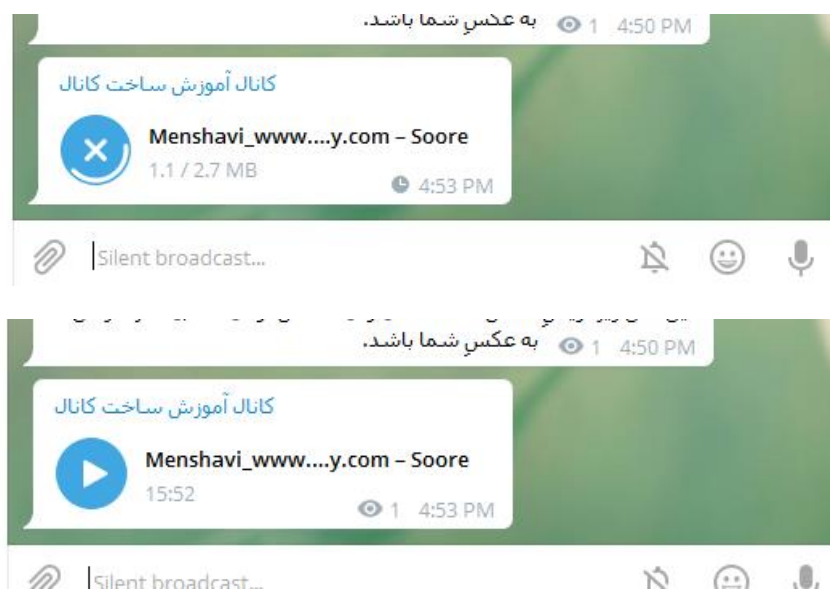 به عکسِ شما باشد.
1 4:50 PM
کانال آموزش ساخت کانال
Menshavi_www....y.com – Soore
1.1 / 2.7 MB
4:53 PM
Silent broadcast...
به عکسِ شما باشد.
1 4:50 PM
کانال آموزش ساخت کانال
Menshavi_www....y.com – Soore
15:52
1 4:53 PM
Silent broadcast...